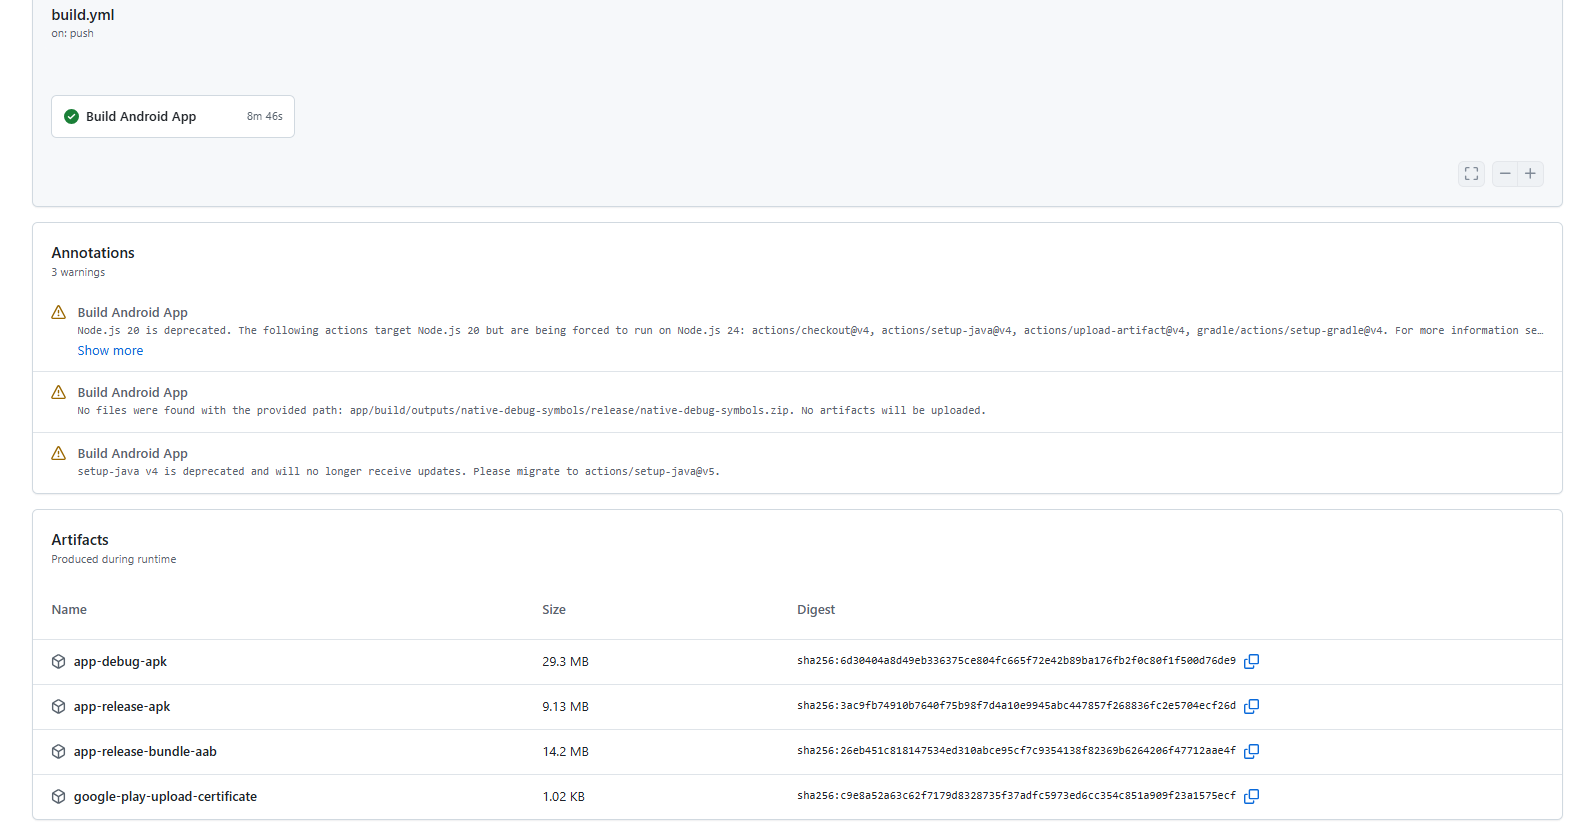 build.yml
on: push
Build Android App 8m 46s
Annotations
3 warnings
Build Android App
Node.js 20 is deprecated. The following actions target Node.js 20 but are being forced to run on Node.js 24: actions/checkout@v4, actions/setup-java@v4, actions/upload-artifact@v4, gradle/actions/setup-gradle@v4. For more information se…
Show more
Build Android App
No files were found with the provided path: app/build/outputs/native-debug-symbols/release/native-debug-symbols.zip. No artifacts will be uploaded.
Build Android App
setup-java v4 is deprecated and will no longer receive updates. Please migrate to actions/setup-java@v5.
Artifacts
Produced during runtime
Name Size Digest
app-debug-apk 29.3 MB sha256:6d30404a8d49eb336375ce804fc665f72e42b89ba176fb2f0c80f1f500d76de9
app-release-apk 9.13 MB sha256:3ac9fb74910b7640f75b98f7d4a10e9945abc447857f268836fc2e5704ecf26d
app-release-bundle-aab 14.2 MB sha256:26eb451c818147534ed310abce95cf7c9354138f82369b6264206f47712aae4f
google-play-upload-certificate 1.02 KB sha256:c9e8a52a63c62f7179d8328735f37adfc5973ed6cc354c851a909f23a1575ecf